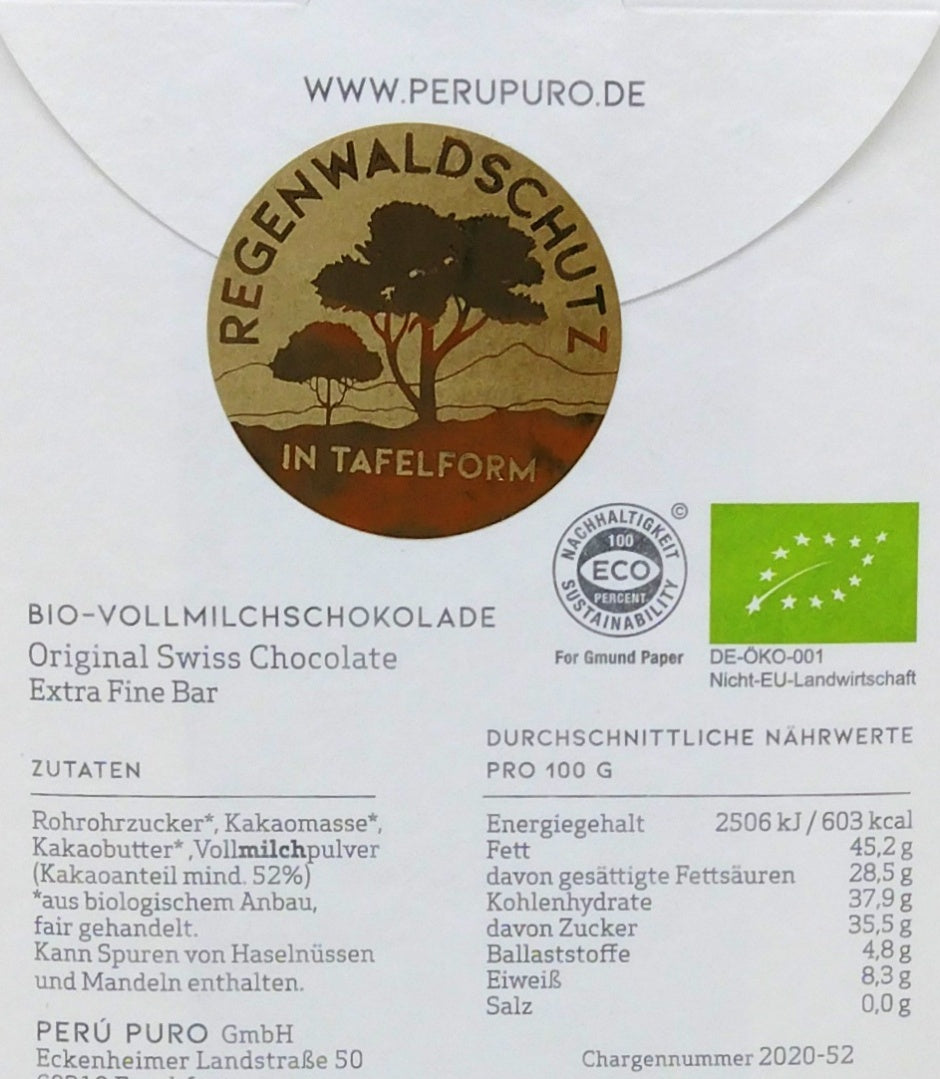 WWW.PERUPURO.DE
REGENWALDSCHUTZ
IN TAFELFORM
NACHHALTIGKEIT
100
ECO
PERCENT
SUSTAINABILITY
©
For Gmund Paper
DE-ÖKO-001
Nicht-EU-Landwirtschaft
BIO-VOLLMILCHSCHOKOLADE
Original Swiss Chocolate
Extra Fine Bar
ZUTATEN
Rohrohrzucker*, Kakaomasse*,
Kakaobutter* ,Vollmilchpulver
(Kakaoanteil mind. 52%)
*aus biologischem Anbau,
fair gehandelt.
Kann Spuren von Haselnüssen
und Mandeln enthalten.
PERÚ PURO GmbH
Eckenheimer Landstraße 50
DURCHSCHNITTLICHE NÄHRWERTE
PRO 100 G
Energiegehalt 2506 kJ / 603 kcal
Fett 45,2 g
davon gesättigte Fettsäuren 28,5 g
Kohlenhydrate 37,9 g
davon Zucker 35,5 g
Ballaststoffe 4,8 g
Eiweiß 8,3 g
Salz 0,0 g
Chargennummer 2020-52